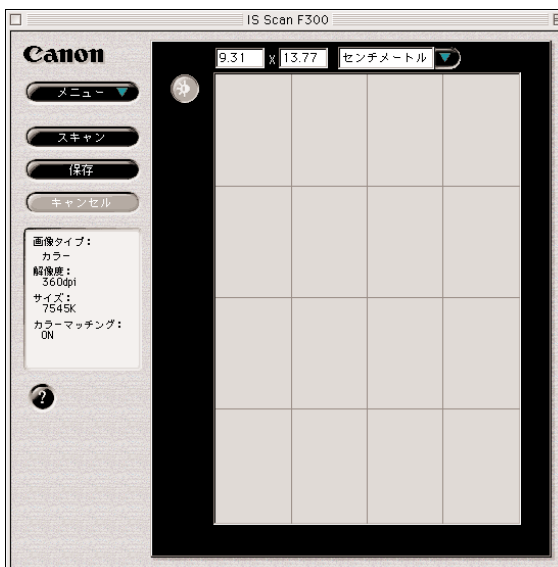 IS Scan F300
Canon
9.31 x 13.77 センチメートル
メニュー
スキャン
保存
キャンセル
画像タイプ：
カラー
解像度：
360dpi
サイズ：
7545K
カラーマッチング：
ON
?